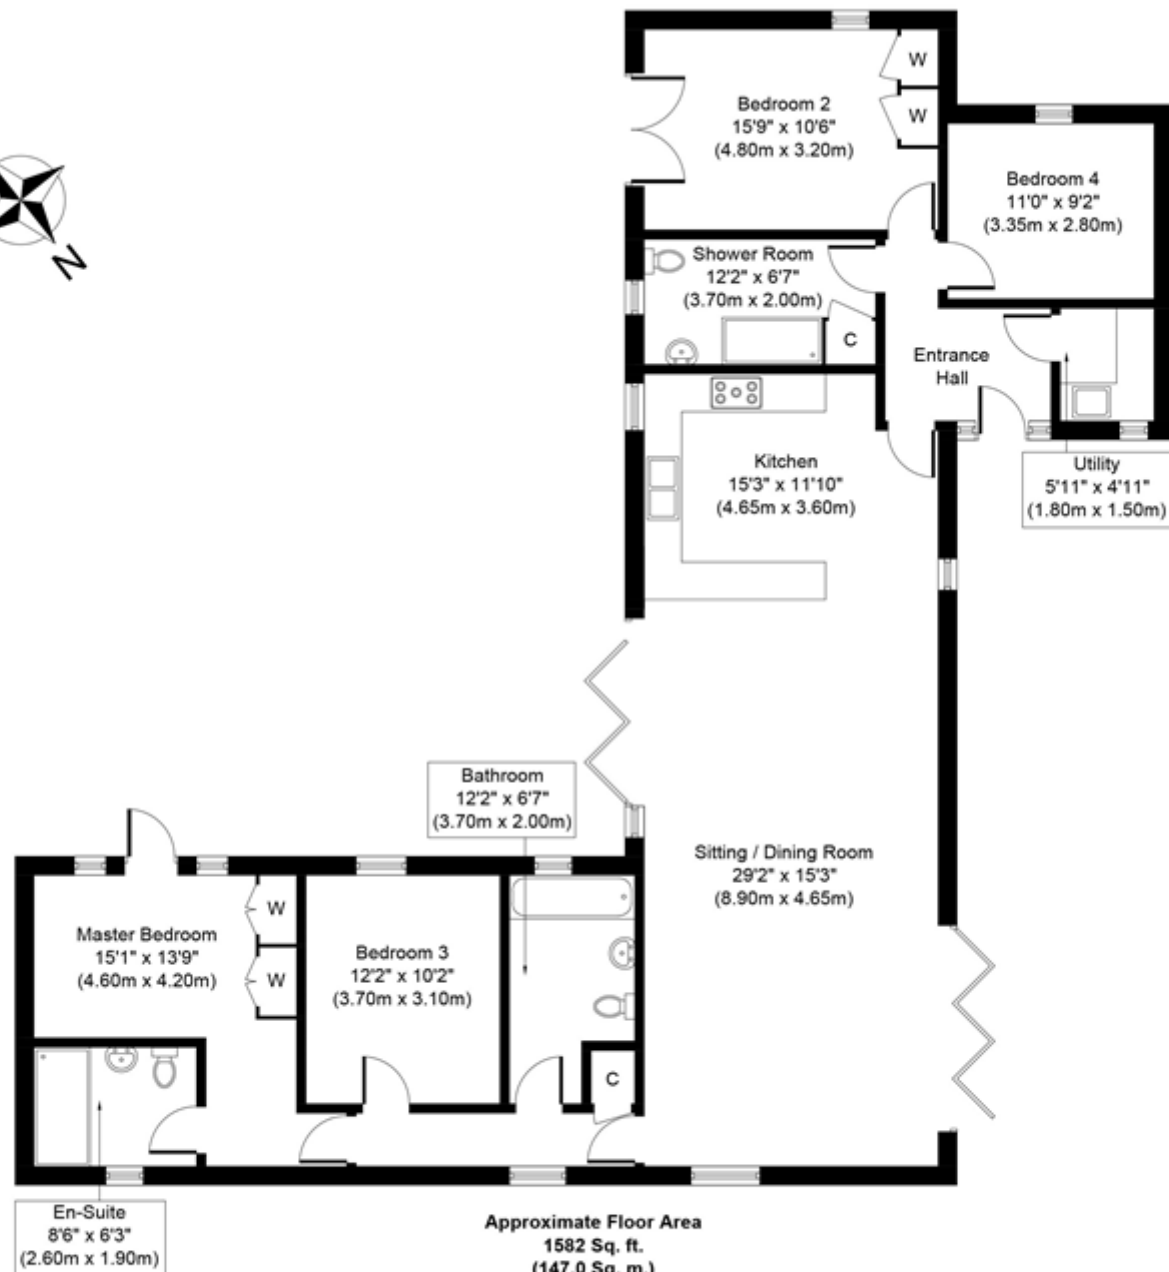 W
Bedroom 2
15'9" x 10'6"
(4.80m x 3.20m)
W
Bedroom 4
11'0" x 9'2"
(3.35m x 2.80m)
N
Shower Room
12'2" x 6'7"
(3.70m x 2.00m)
C
Entrance
Hall
Kitchen
15'3" x 11'10"
(4.65m x 3.60m)
Utility
5'11" x 4'11"
(1.80m x 1.50m)
Bathroom
12'2" x 6'7"
(3.70m x 2.00m)
Sitting / Dining Room
29'2" x 15'3"
(8.90m x 4.65m)
Master Bedroom
15'1" x 13'9"
(4.60m x 4.20m)
W
W
Bedroom 3
12'2" x 10'2"
(3.70m x 3.10m)
C
En-Suite
8'6" x 6'3"
(2.60m x 1.90m)
Approximate Floor Area
1582 Sq. ft.
(147.0 Sq. m.)